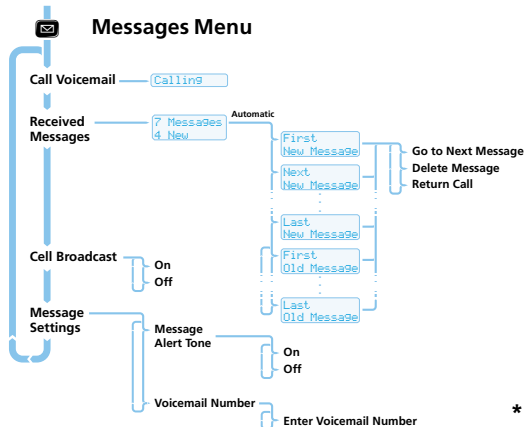 Messages Menu
Call Voicemail
Calling
Received
Messages
7 Messages
4 New
Automatic
First
New Message
Next
New Message
Last
New Message
First
Old Message
Last
Old Message
Go to Next Message
Delete Message
Return Call
Cell Broadcast
On
Off
Message
Settings
Message
Alert Tone
On
Off
Voicemail Number
Enter Voicemail Number
*